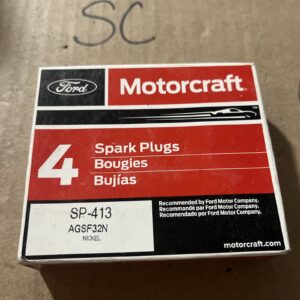 SC
Ford
Motorcraft
4
Spark Plugs
Bougies
Bujías
SP-413
AGSF32N
NICKEL
Recommended by Ford Motor Company.
Recommandé par Ford Motor Company.
Recomendado por Ford Motor Company.
motorcraft.com